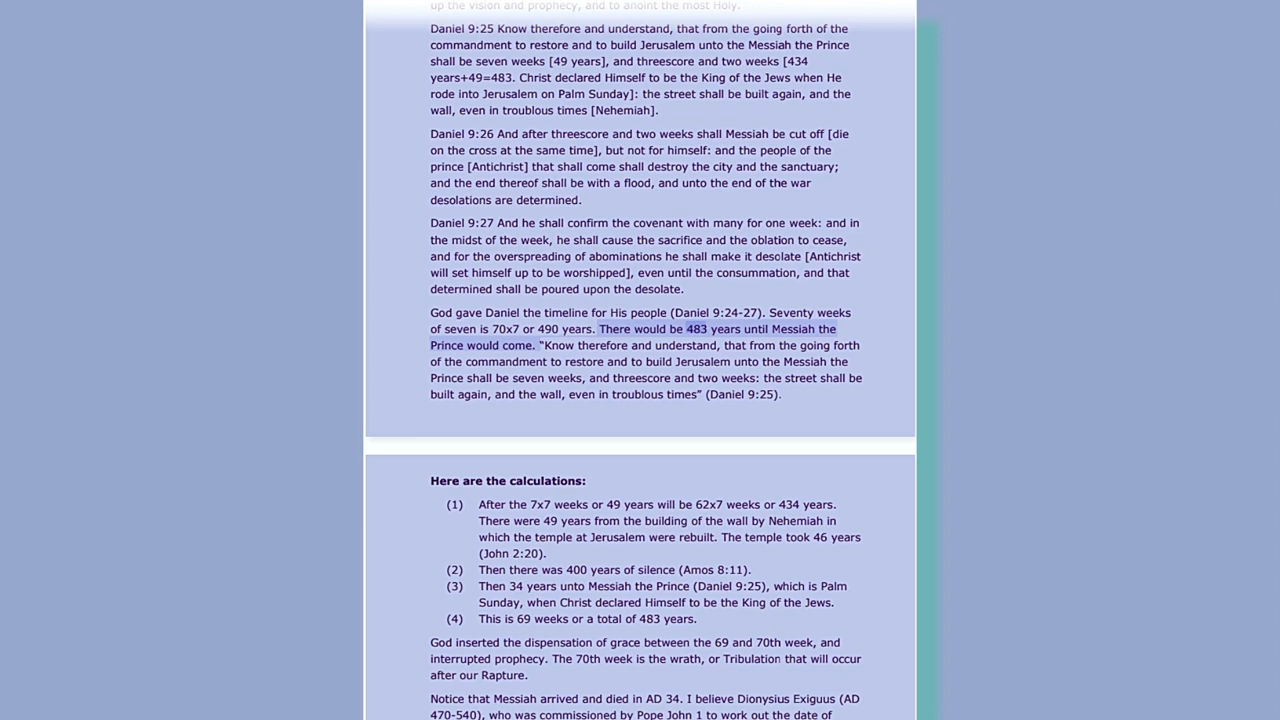 up the vision and prophecy, and to anoint the most Holy.
Daniel 9:25 Know therefore and understand, that from the going forth of the
commandment to restore and to build Jerusalem unto the Messiah the Prince
shall be seven weeks [49 years], and threescore and two weeks [434
years+49=483. Christ declared Himself to be the King of the Jews when He
rode into Jerusalem on Palm Sunday]: the street shall be built again, and the
wall, even in troublous times [Nehemiah].
Daniel 9:26 And after threescore and two weeks shall Messiah be cut off [die
on the cross at the same time], but not for himself: and the people of the
prince [Antichrist] that shall come shall destroy the city and the sanctuary;
and the end thereof shall be with a flood, and unto the end of the war
desolations are determined.
Daniel 9:27 And he shall confirm the covenant with many for one week: and in
the midst of the week, he shall cause the sacrifice and the oblation to cease,
and for the overspreading of abominations he shall make it desolate [Antichrist
will set himself up to be worshipped], even until the consummation, and that
determined shall be poured upon the desolate.
God gave Daniel the timeline for His people (Daniel 9:24-27). Seventy weeks
of seven is 70x7 or 490 years. There would be 483 years until Messiah the
Prince would come. “Know therefore and understand, that from the going forth
of the commandment to restore and to build Jerusalem unto the Messiah the
Prince shall be seven weeks, and threescore and two weeks: the street shall be
built again, and the wall, even in troublous times” (Daniel 9:25).
Here are the calculations:
(1) After the 7x7 weeks or 49 years will be 62x7 weeks or 434 years.
There were 49 years from the building of the wall by Nehemiah in
which the temple at Jerusalem were rebuilt. The temple took 46 years
(John 2:20).
(2) Then there was 400 years of silence (Amos 8:11).
(3) Then 34 years unto Messiah the Prince (Daniel 9:25), which is Palm
Sunday, when Christ declared Himself to be the King of the Jews.
(4) This is 69 weeks or a total of 483 years.
God inserted the dispensation of grace between the 69 and 70th week, and
interrupted prophecy. The 70th week is the wrath, or Tribulation that will occur
after our Rapture.
Notice that Messiah arrived and died in AD 34. I believe Dionysius Exiguus (AD
470-540), who was commissioned by Pope John 1 to work out the date of